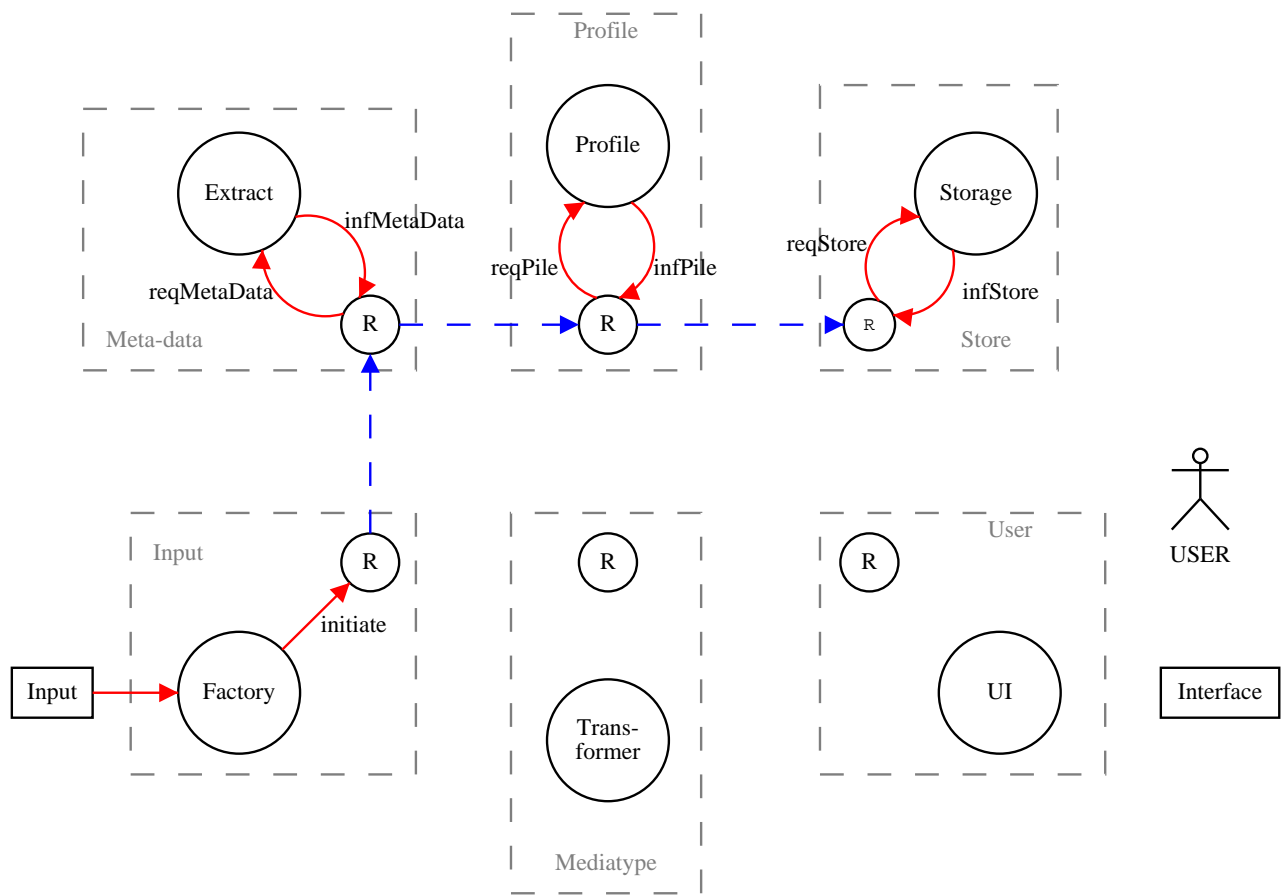 Profile
Profile
Extract
Storage
infMetaData
reqStore
reqPile
infPile
reqMetaData
infStore
R
R
R
Meta-data
Store
User
Input
R
R
R
USER
initiate
Input
Factory
UI
Interface
Trans-
former
Mediatype